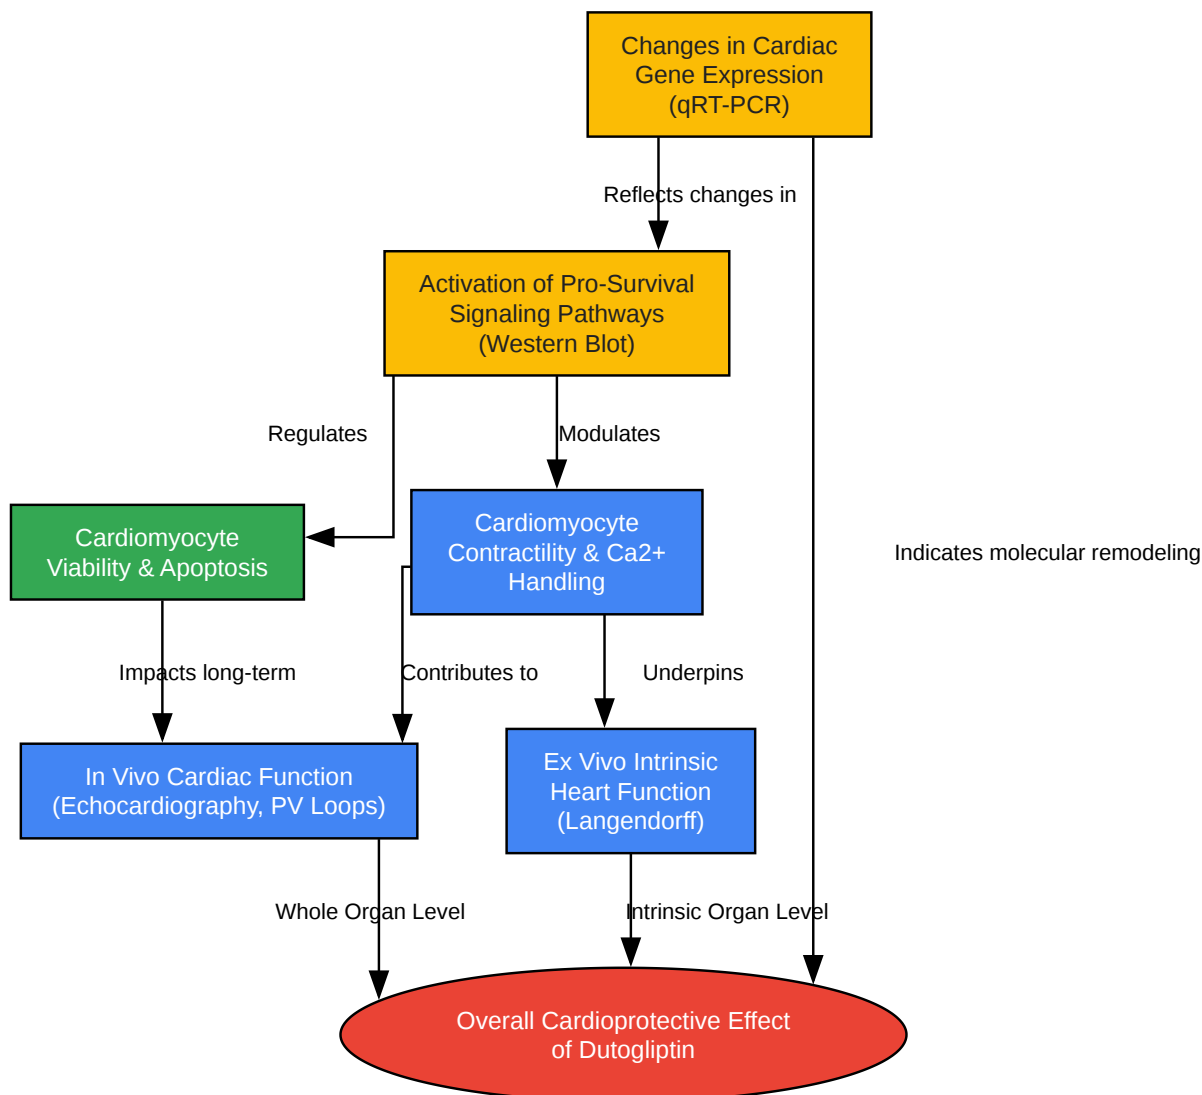 Changes in Cardiac
Gene Expression
(qRT-PCR)
Reflects changes in
Activation of Pro-Survival
Signaling Pathways
(Western Blot)
Regulates
Modulates
Cardiomyocyte
Viability & Apoptosis
Cardiomyocyte
Contractility & Ca2+
Handling
Indicates molecular remodeling
Impacts long-term
Contributes to
Underpins
In Vivo Cardiac Function
(Echocardiography, PV Loops)
Ex Vivo Intrinsic
Heart Function
(Langendorff)
Whole Organ Level
Intrinsic Organ Level
Overall Cardioprotective Effect
of Dutogliptin